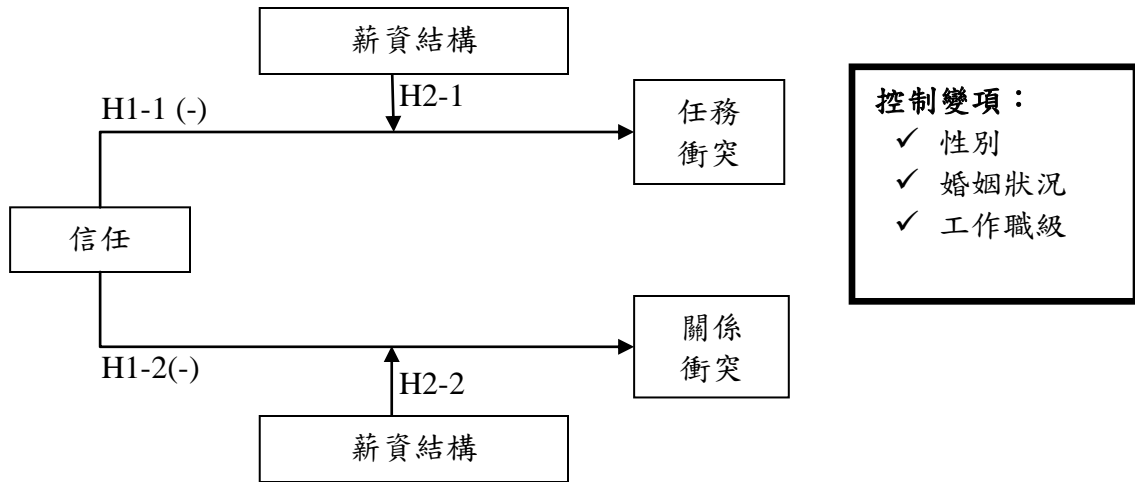 薪資結構
H1-1 (-)
H2-1
任務
衝突
信任
H1-2(-)
H2-2
關係
衝突
薪資結構
控制變項：
✓ 性別
✓ 婚姻狀況
✓ 工作職級